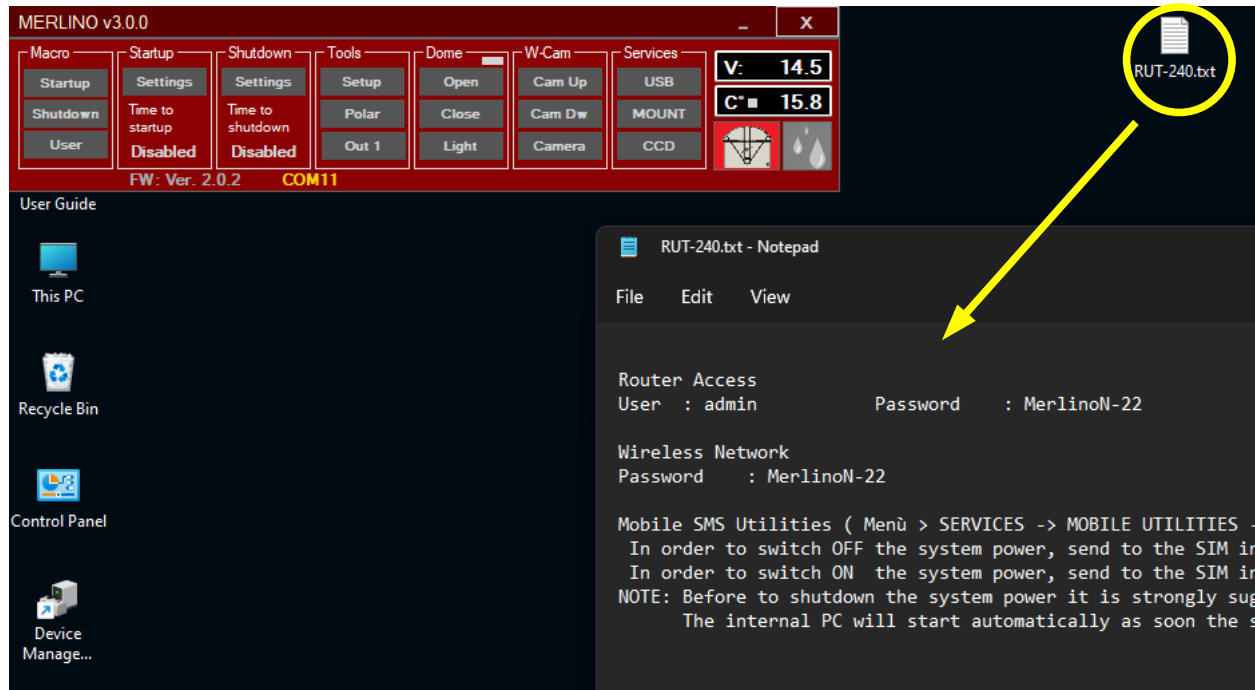 MERLINO v3.0.0 _ X
Macro Startup Shutdown Tools Dome W-Cam Services
Startup Settings Settings Setup Open Cam Up USB V: 14.5
Shutdown Time to startup Time to shutdown Polar Close Cam Dw MOUNT C° 15.8
User Disabled Disabled Out 1 Light Camera CCD
FW: Ver. 2.0.2 COM11
RUT-240.txt
User Guide
This PC
Recycle Bin
Control Panel
Device
Manage...
RUT-240.txt - Notepad
File Edit View
Router Access
User : admin Password : MerlinoN-22
Wireless Network
Password : MerlinoN-22
Mobile SMS Utilities ( Menù > SERVICES -> MOBILE UTILITIES -
In order to switch OFF the system power, send to the SIM
In order to switch ON the system power, send to the SIM
NOTE: Before to shutdown the system power it is strongly
The internal PC will start automatically as soon the